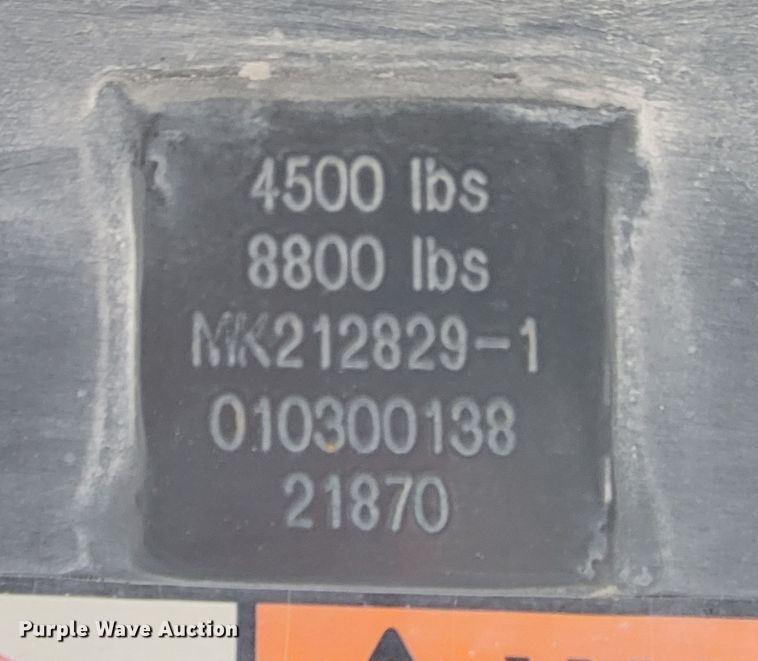 4500 lbs
8800 lbs
MK212829-1
010300138
21870
Purple Wave Auction